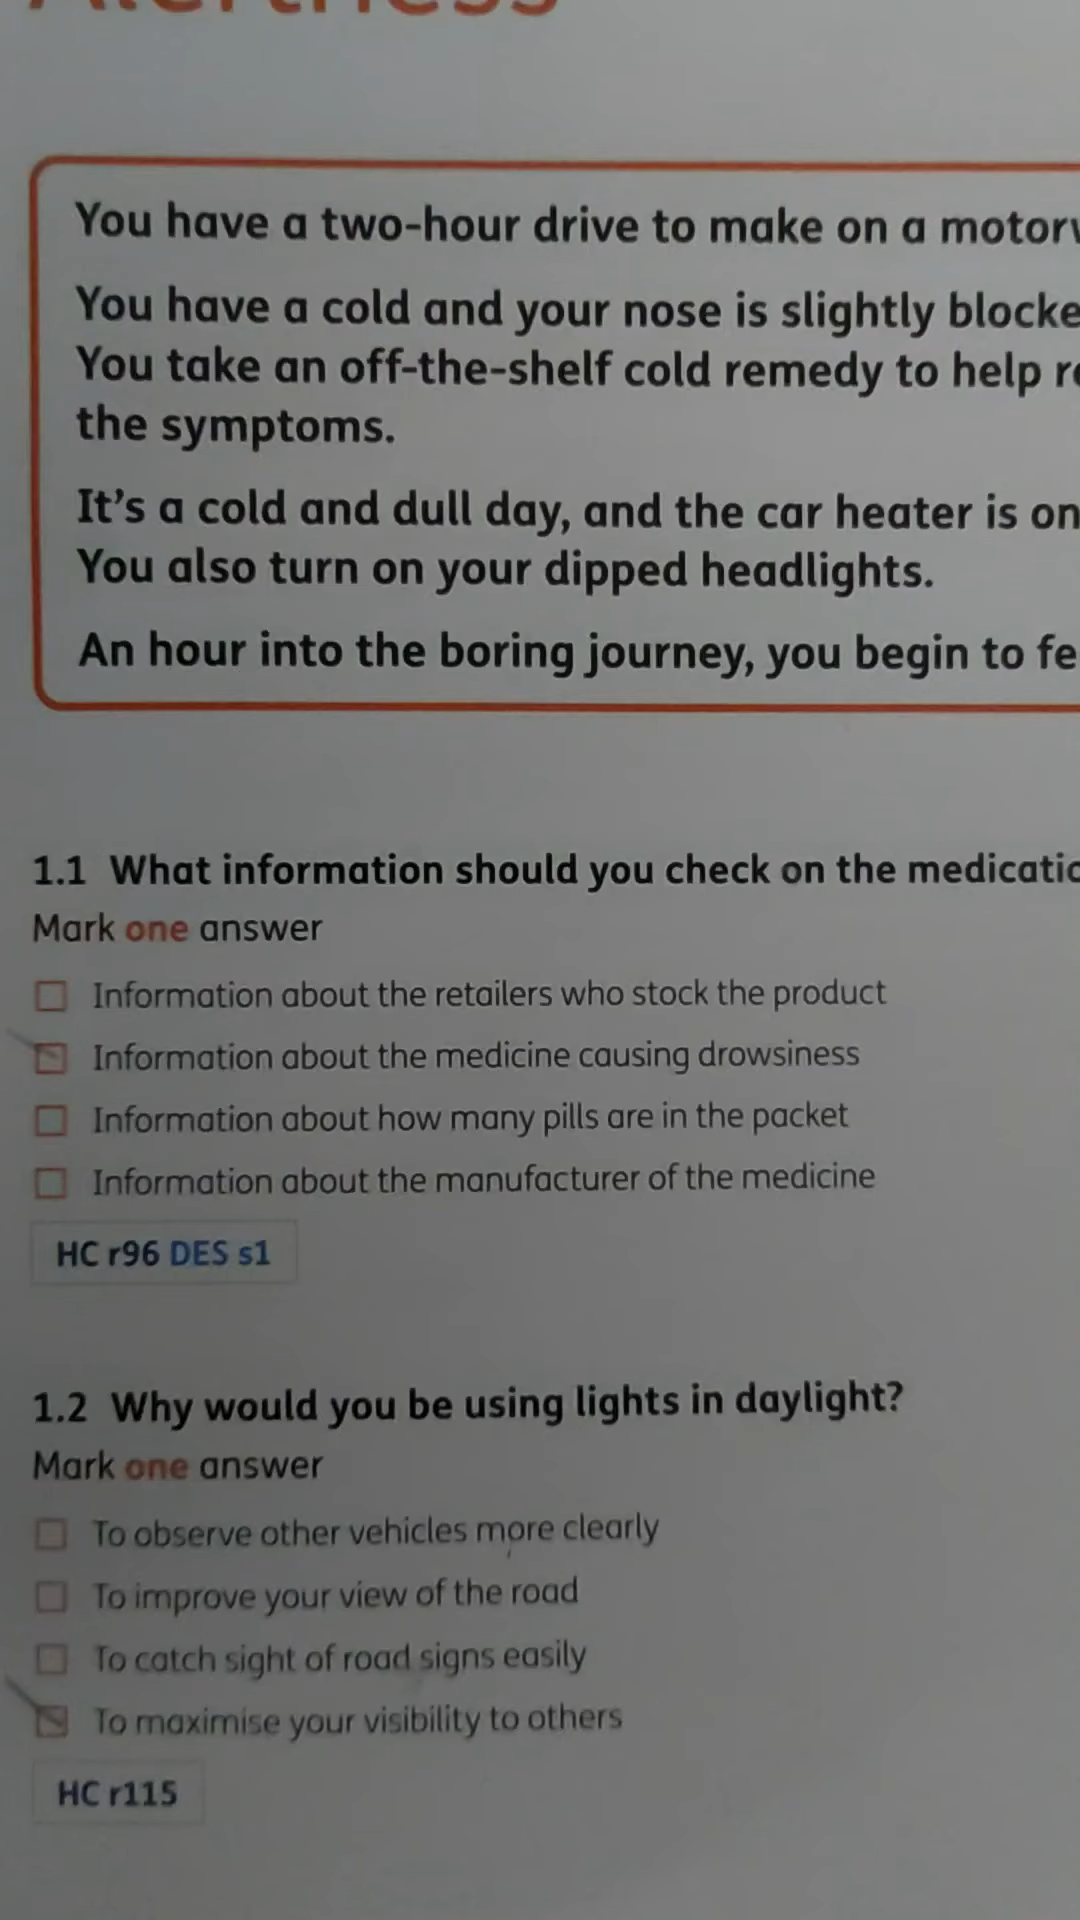 Alertness
You have a two-hour drive to make on a
You have a cold and your nose is slightly
You take an off-the-shelf cold remedy to help
the symptoms.
It's a cold and dull day, and the car heater is on
You also turn on your dipped headlights.
An hour into the boring journey, you begin to
1.1 What information should you check on the
Mark one answer
Information about the retailers who stock the product
Information about the medicine causing drowsiness
Information about how many pills are in the packet
Information about the manufacturer of the medicine
HC r96 DES s1
1.2 Why would you be using lights in daylight?
Mark one answer
To observe other vehicles more clearly
To improve your view of the road
To catch sight of road signs easily
To maximise your visibility to others
HC r115